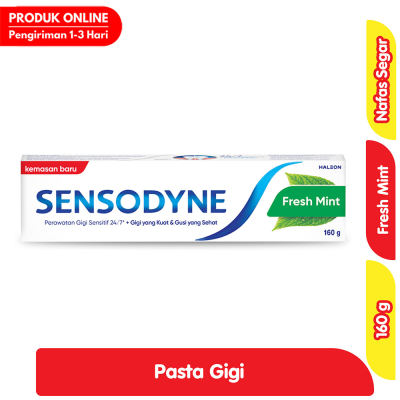 PRODUK ONLINE
Pengiriman 1-3 Hari
kemasan baru
HALEON
SENSODYNE
Fresh Mint
Perawatan Gigi Sensitif 24/7* + Gigi yang Kuat & Gusi yang Sehat
160 g
Nafas Segar
Fresh Mint
160 g
Pasta Gigi